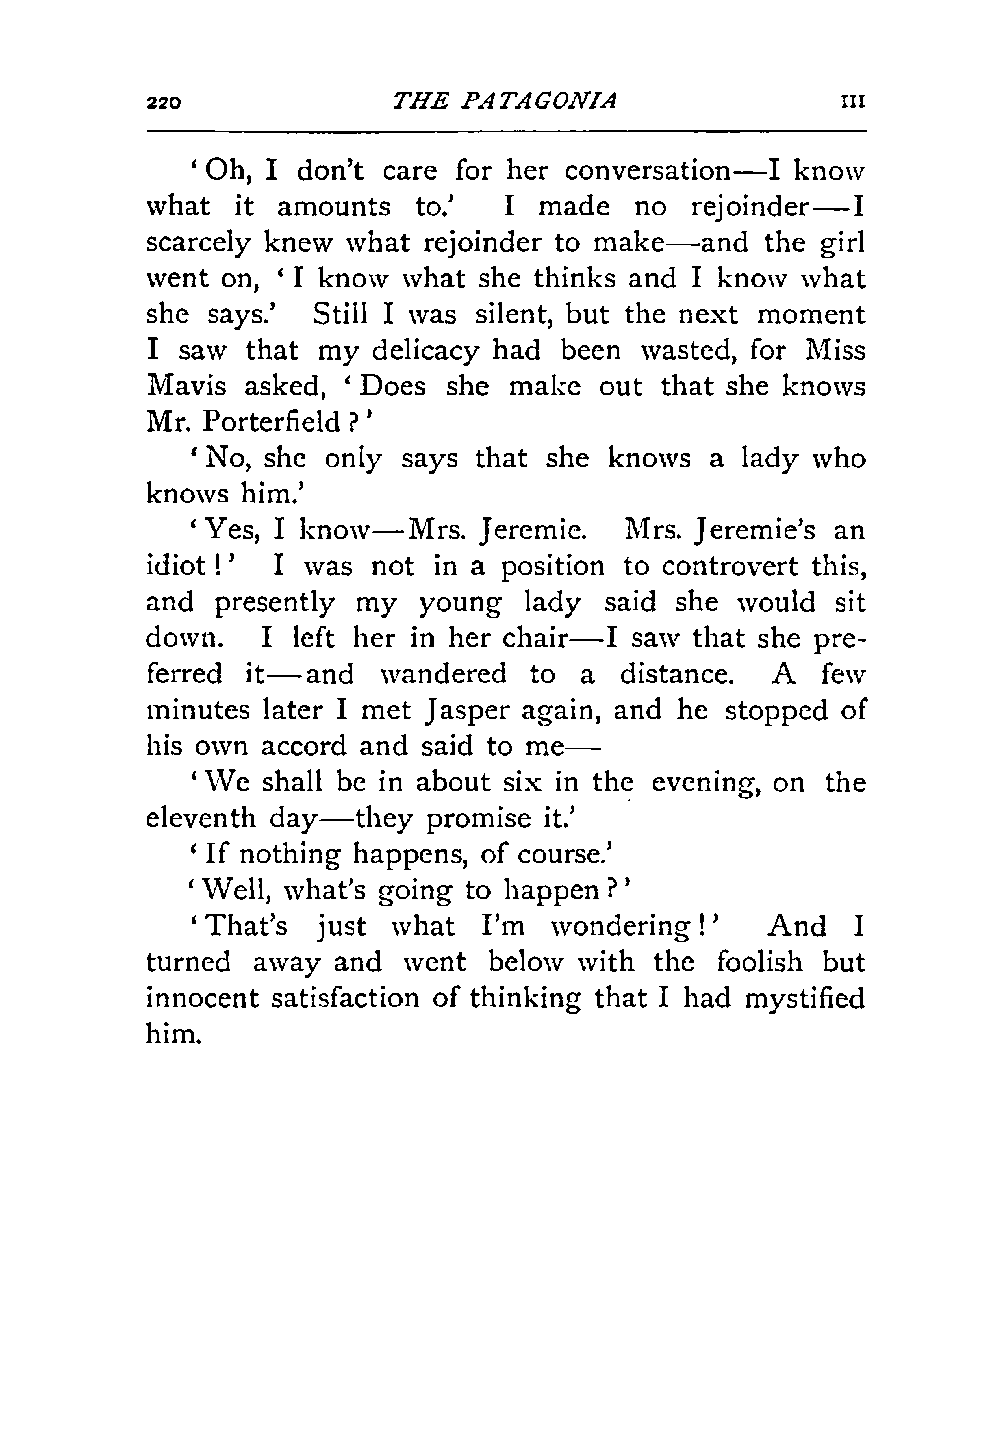 220 THE PATAGONIA III
‘Oh, I don't care for her conversation—I know
what it amounts to.’ I made no rejoinder—I
scarcely knew what rejoinder to make—and the girl
went on, ‘I know what she thinks and I know what
she says.’ Still I was silent, but the next moment
I saw that my delicacy had been wasted, for Miss
Mavis asked, ‘Does she make out that she knows
Mr. Porterfield?’
‘No, she only says that she knows a lady who
knows him.’
‘Yes, I know—Mrs. Jeremie. Mrs. Jeremie's an
idiot!’ I was not in a position to controvert this,
and presently my young lady said she would sit
down. I left her in her chair—I saw that she pre-
ferred it—and wandered to a distance. A few
minutes later I met Jasper again, and he stopped of
his own accord and said to me—
‘We shall be in about six in the evening, on the
eleventh day—they promise it.’
‘If nothing happens, of course.’
‘Well, what's going to happen?’
‘That's just what I'm wondering!’ And I
turned away and went below with the foolish but
innocent satisfaction of thinking that I had mystified
him.